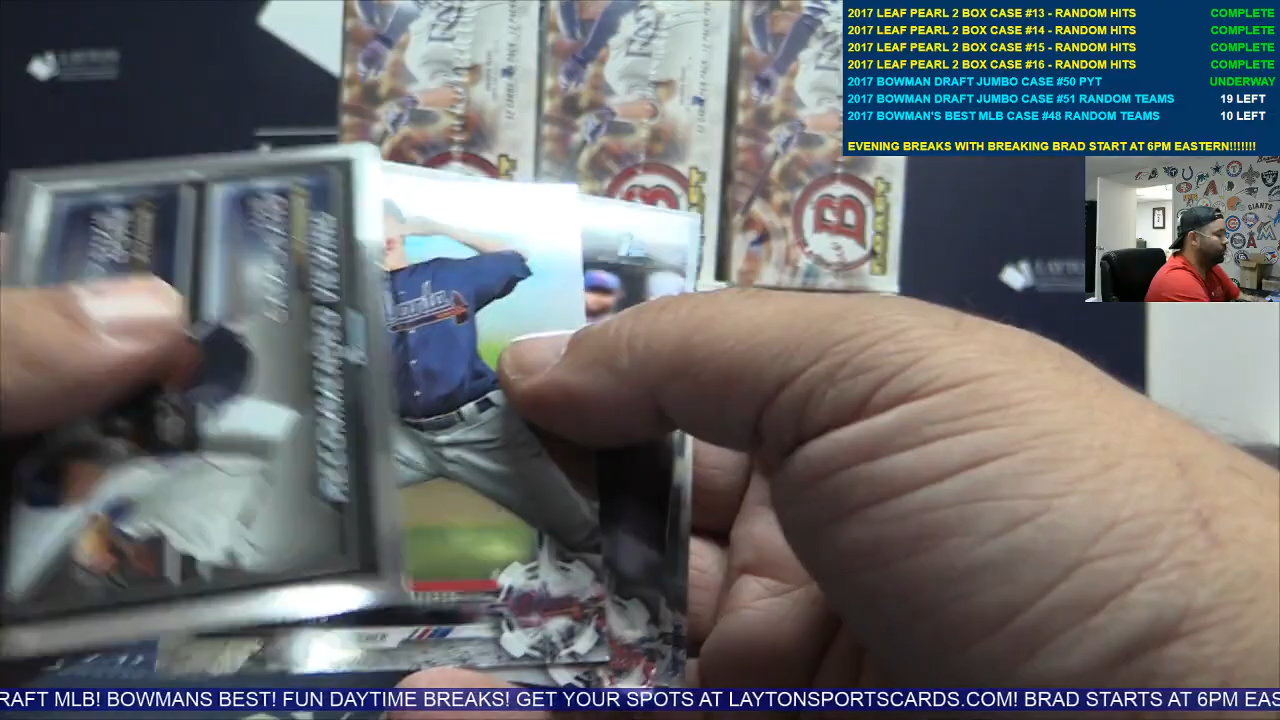 2017 LEAF PEARL 2 BOX CASE #13 - RANDOM HITS COMPLETE
2017 LEAF PEARL 2 BOX CASE #14 - RANDOM HITS COMPLETE
2017 LEAF PEARL 2 BOX CASE #15 - RANDOM HITS COMPLETE
2017 LEAF PEARL 2 BOX CASE #16 - RANDOM HITS COMPLETE
2017 BOWMAN DRAFT JUMBO CASE #50 PYT UNDERWAY
2017 BOWMAN DRAFT JUMBO CASE #51 RANDOM TEAMS 19 LEFT
2017 BOWMAN'S BEST MLB CASE #48 RANDOM TEAMS 10 LEFT
EVENING BREAKS WITH BREAKING BRAD START AT 6PM EASTERN!!!!!!!
LAYTON
GIANTS
B
RAFT MLB! BOWMANS BEST! FUN DAYTIME BREAKS! GET YOUR SPOTS AT LAYTONSPORTSCARDS.COM! BRAD STARTS AT 6PM EAS